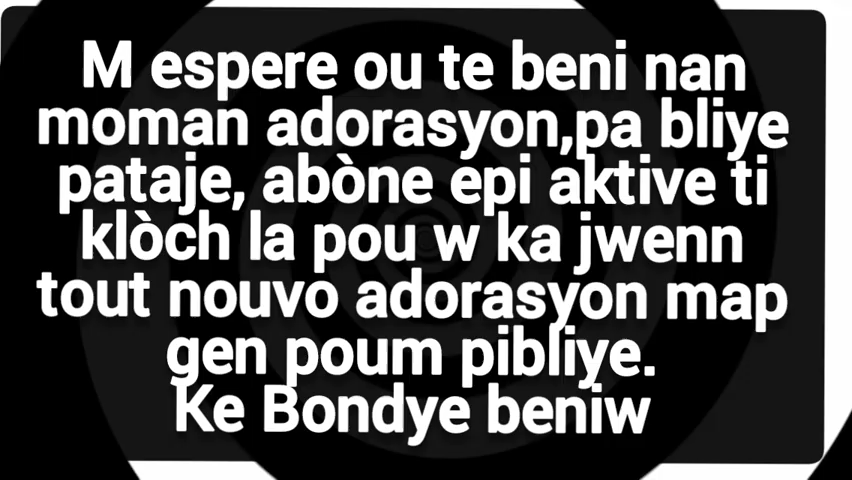 M espere ou te beni nan
moman adorasyon,pa bliye
pataje, abòne epi aktive ti
klòch la pou w ka jwenn
tout nouvo adorasyon map
gen poum pibliye.
Ke Bondye beniw